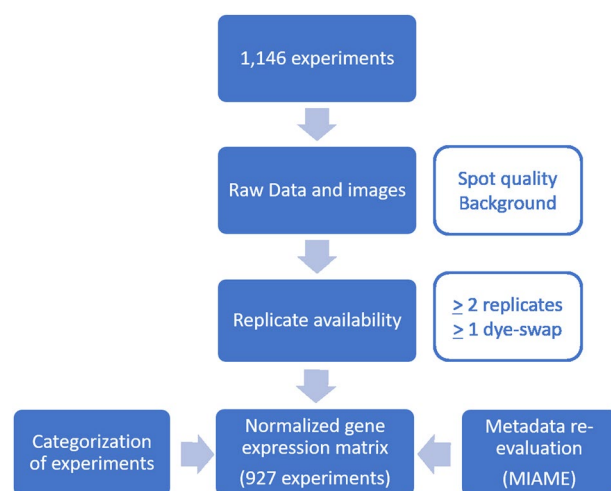 1,146 experiments
Raw Data and images
Spot quality
Background
Replicate availability
≥ 2 replicates
≥ 1 dye-swap
Categorization
of experiments
Normalized gene
expression matrix
(927 experiments)
Metadata re-
evaluation
(MIAME)